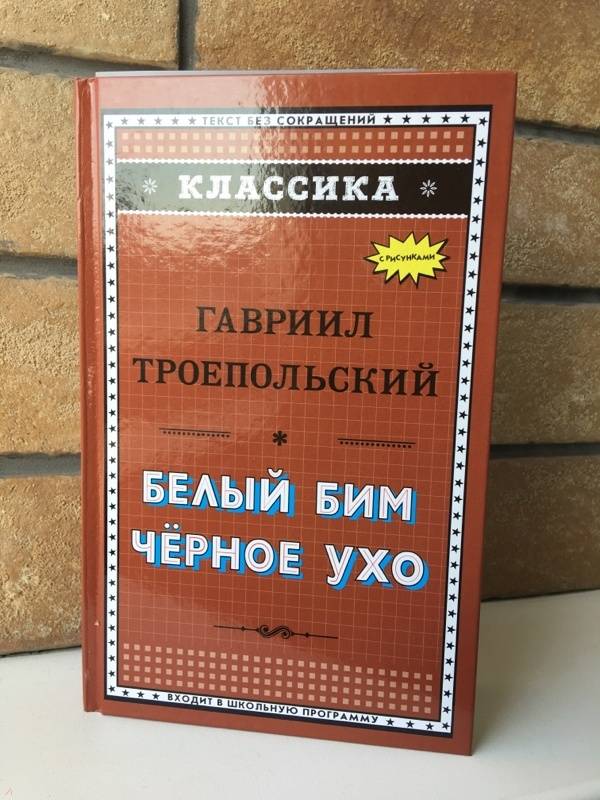 ТЕКСТ БЕЗ СОКРАЩЕНИЙ
КЛАССИКА
С РИСУНКАМИ
ГАВРИИЛ
ТРОЕПОЛЬСКИЙ
БЕЛЫЙ БИМ
ЧЁРНОЕ УХО
ВХОДИТ В ШКОЛЬНУЮ ПРОГРАММУ